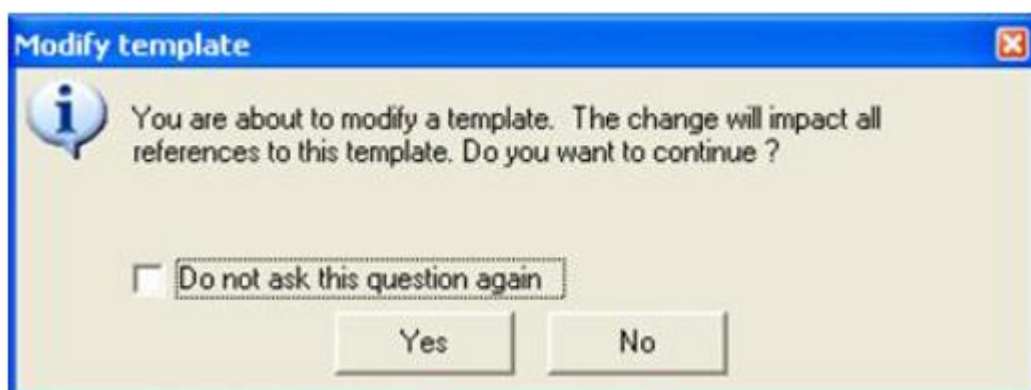 Modify template
You are about to modify a template. The change will impact all
references to this template. Do you want to continue ?
Do not ask this question again
Yes No